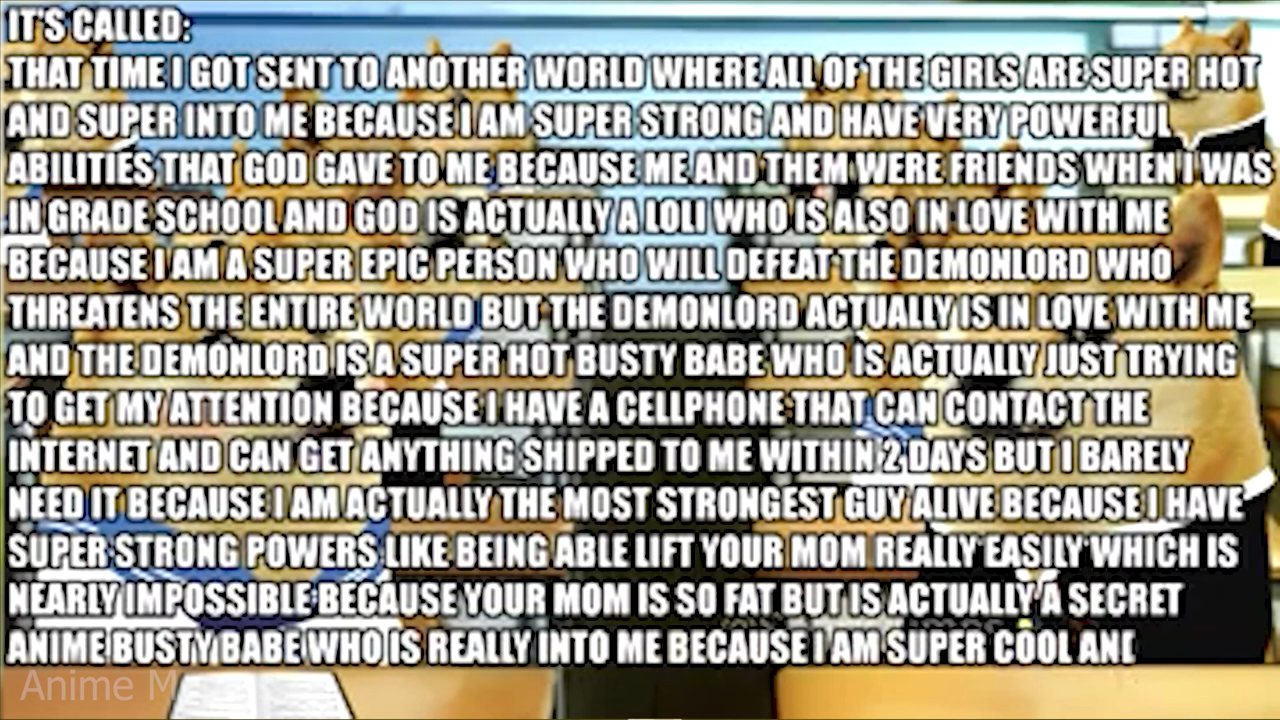 IT'S CALLED:
THAT TIME I GOT SENT TO ANOTHER WORLD WHERE ALL OF THE GIRLS ARE SUPER HOT
AND SUPER INTO ME BECAUSE I AM SUPER STRONG AND HAVE VERY POWERFUL
ABILITIES THAT GOD GAVE TO ME BECAUSE ME AND THEM WERE FRIENDS WHEN I WAS
IN GRADE SCHOOL AND GOD IS ACTUALLY A LOLI WHO IS ALSO IN LOVE WITH ME
BECAUSE I AM A SUPER EPIC PERSON WHO WILL DEFEAT THE DEMONLORD WHO
THREATENS THE ENTIRE WORLD BUT THE DEMONLORD ACTUALLY IS IN LOVE WITH ME
AND THE DEMONLORD IS A SUPER HOT BUSTY BABE WHO IS ACTUALLY JUST TRYING
TO GET MY ATTENTION BECAUSE I HAVE A CELLPHONE THAT CAN CONTACT THE
INTERNET AND CAN GET ANYTHING SHIPPED TO ME WITHIN 2 DAYS BUT I BARELY
NEED IT BECAUSE I AM ACTUALLY THE MOST STRONGEST GUY ALIVE BECAUSE I HAVE
SUPER STRONG POWERS LIKE BEING ABLE LIFT YOUR MOM REALLY EASILY WHICH IS
NEARLY IMPOSSIBLE BECAUSE YOUR MOM IS SO FAT BUT IS ACTUALLY A SECRET
ANIME BUSTY BABE WHO IS REALLY INTO ME BECAUSE I AM SUPER COOL AN
Anime M